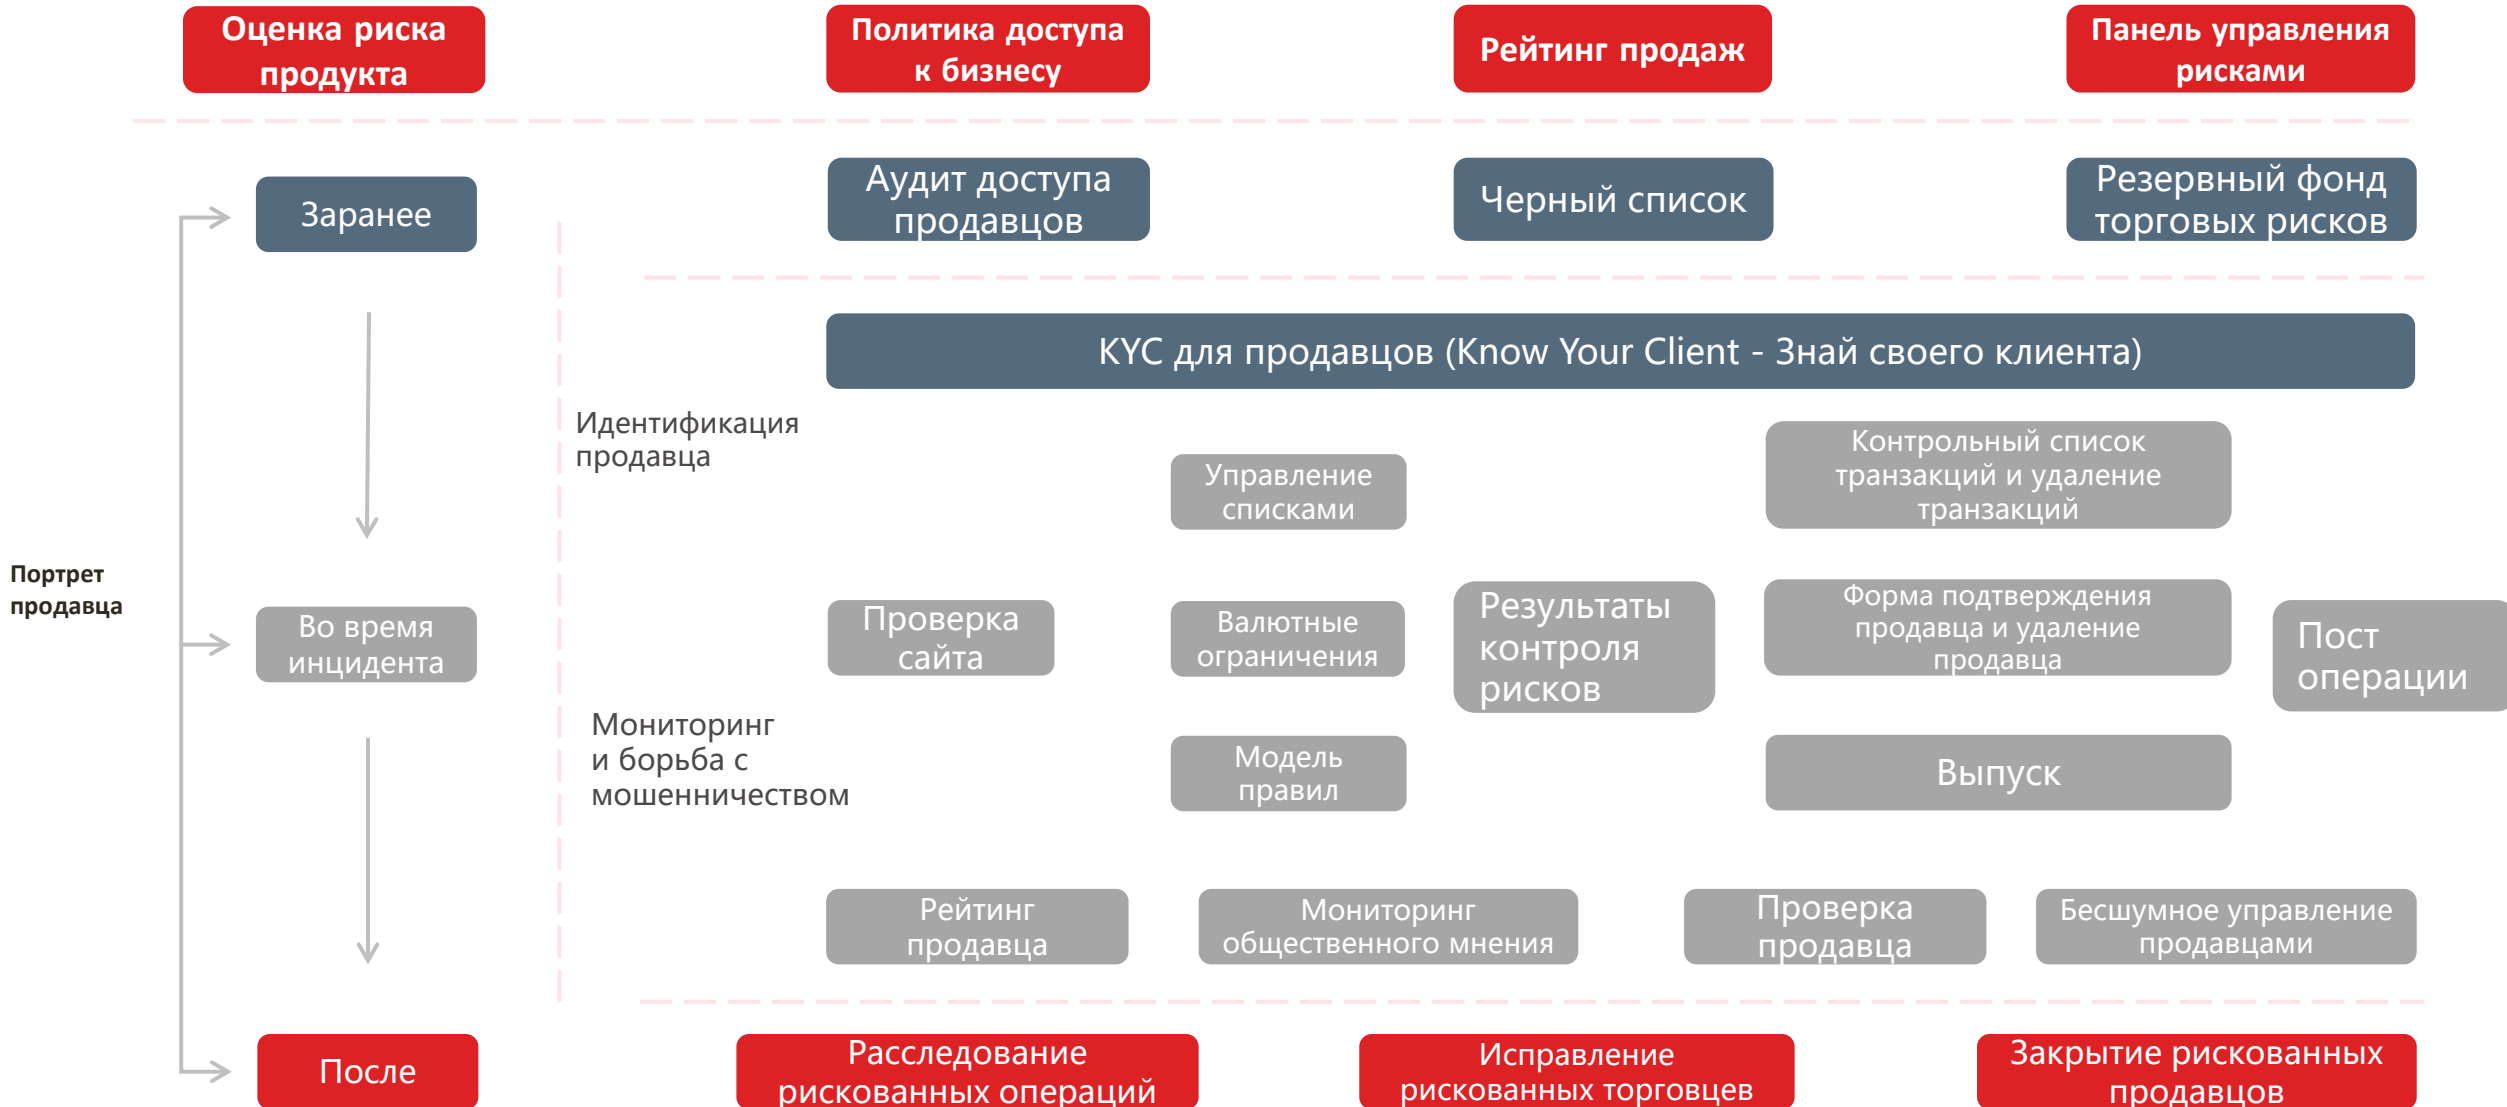 Оценка риска
продукта
Политика доступа
к бизнесу
Рейтинг продаж
Панель управления
рисками
Заранее
Аудит доступа
продавцов
Черный список
Резервный фонд
торговых рисков
KYC для продавцов (Know Your Client - Знай своего клиента)
Идентификация
продавца
Управление
списками
Контрольный список
транзакций и удаление
транзакций
Портрет
продавца
Во время
инцидента
Проверка
сайта
Валютные
ограничения
Результаты
контроля
рисков
Форма подтверждения
продавца и удаление
продавца
Пост
операции
Мониторинг
и борьба с
мошенничеством
Модель
правил
Выпуск
Рейтинг
продавца
Мониторинг
общественного мнения
Проверка
продавца
Бесшумное управление
продавцами
После
Расследование
рискованных операций
Исправление
рискованных торговцев
Закрытие рискованных
продавцов